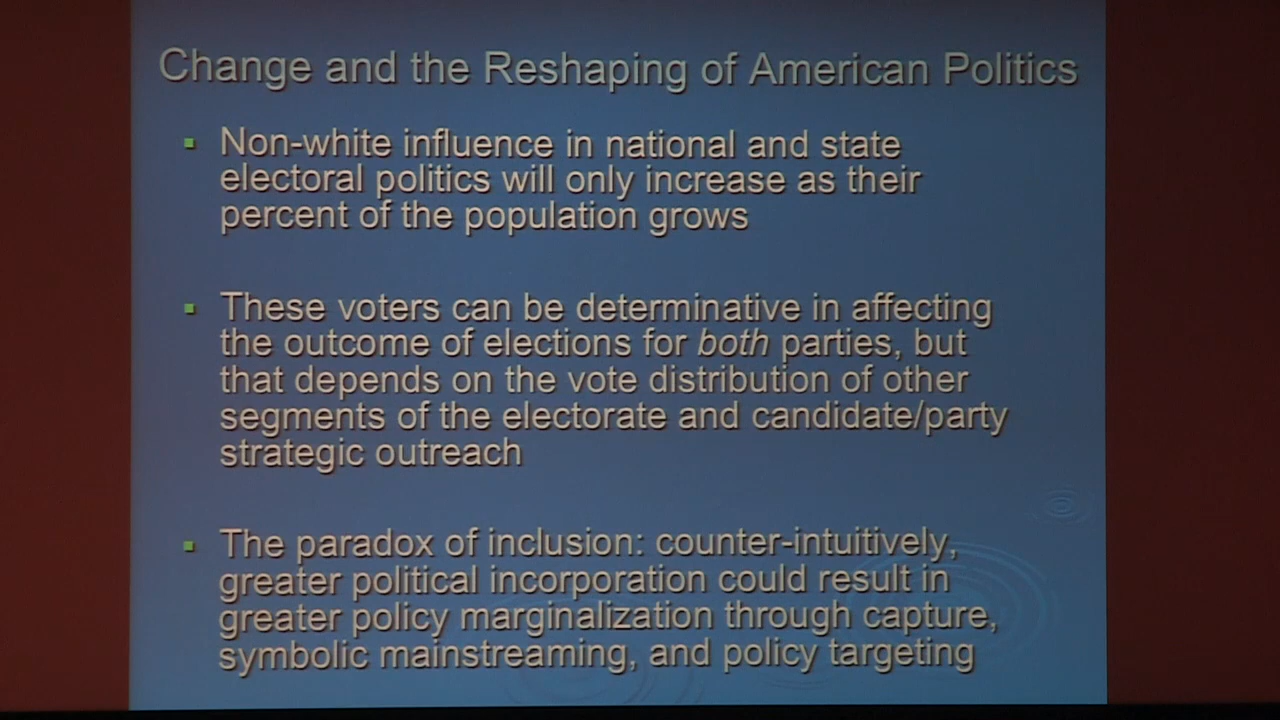 Change and the Reshaping of American Politics
Non-white influence in national and state
electoral politics will only increase as their
percent of the population grows
These voters can be determinative in affecting
the outcome of elections for both parties, but
that depends on the vote distribution of other
segments of the electorate and candidate/party
strategic outreach
The paradox of inclusion: counter-intuitively,
greater political incorporation could result in
greater policy marginalization through capture,
symbolic mainstreaming, and policy targeting